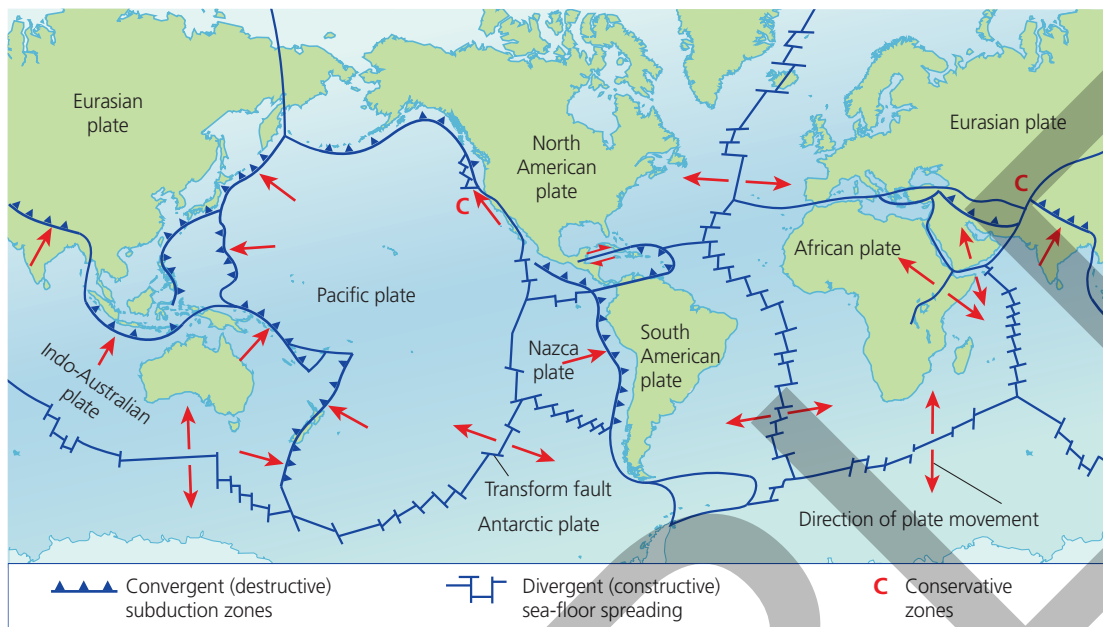 Eurasian
plate
North
American
plate
Eurasian plate
C
C
African plate
Pacific plate
South
American
plate
Nazca
plate
Indo-Australian
plate
Transform fault
Antarctic plate
Direction of plate movement
Convergent (destructive)
subduction zones
Divergent (constructive)
sea-floor spreading
C
Conservative
zones